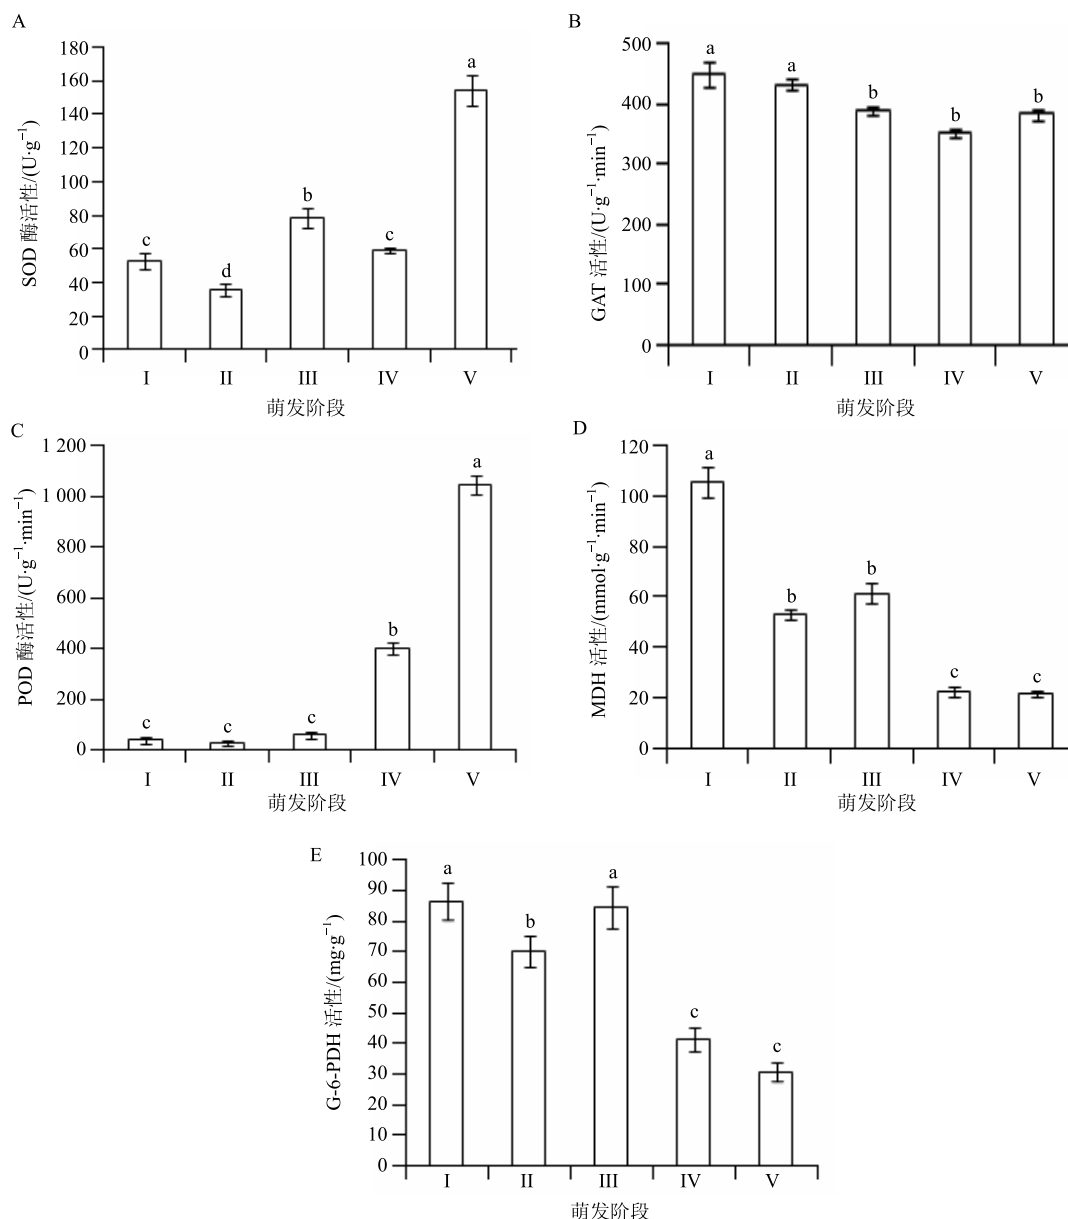 A
SOD 酶活性/(U·g⁻¹)
180
160
140
120
100
80
60
40
20
0
c
d
b
c
a
I II III IV V
萌发阶段
B
GAT 活性/(U·g⁻¹·min⁻¹)
500
400
300
200
100
0
a
a
b
b
b
I II III IV V
萌发阶段
C
POD 酶活性/(U·g⁻¹·min⁻¹)
1 200
1 000
800
600
400
200
0
c
c
c
b
a
I II III IV V
萌发阶段
D
MDH 活性/(mmol·g⁻¹·min⁻¹)
120
100
80
60
40
20
0
a
b
b
c
c
I II III IV V
萌发阶段
E
G-6-PDH 活性/(mg·g⁻¹)
100
90
80
70
60
50
40
30
20
10
0
a
b
a
c
c
I II III IV V
萌发阶段